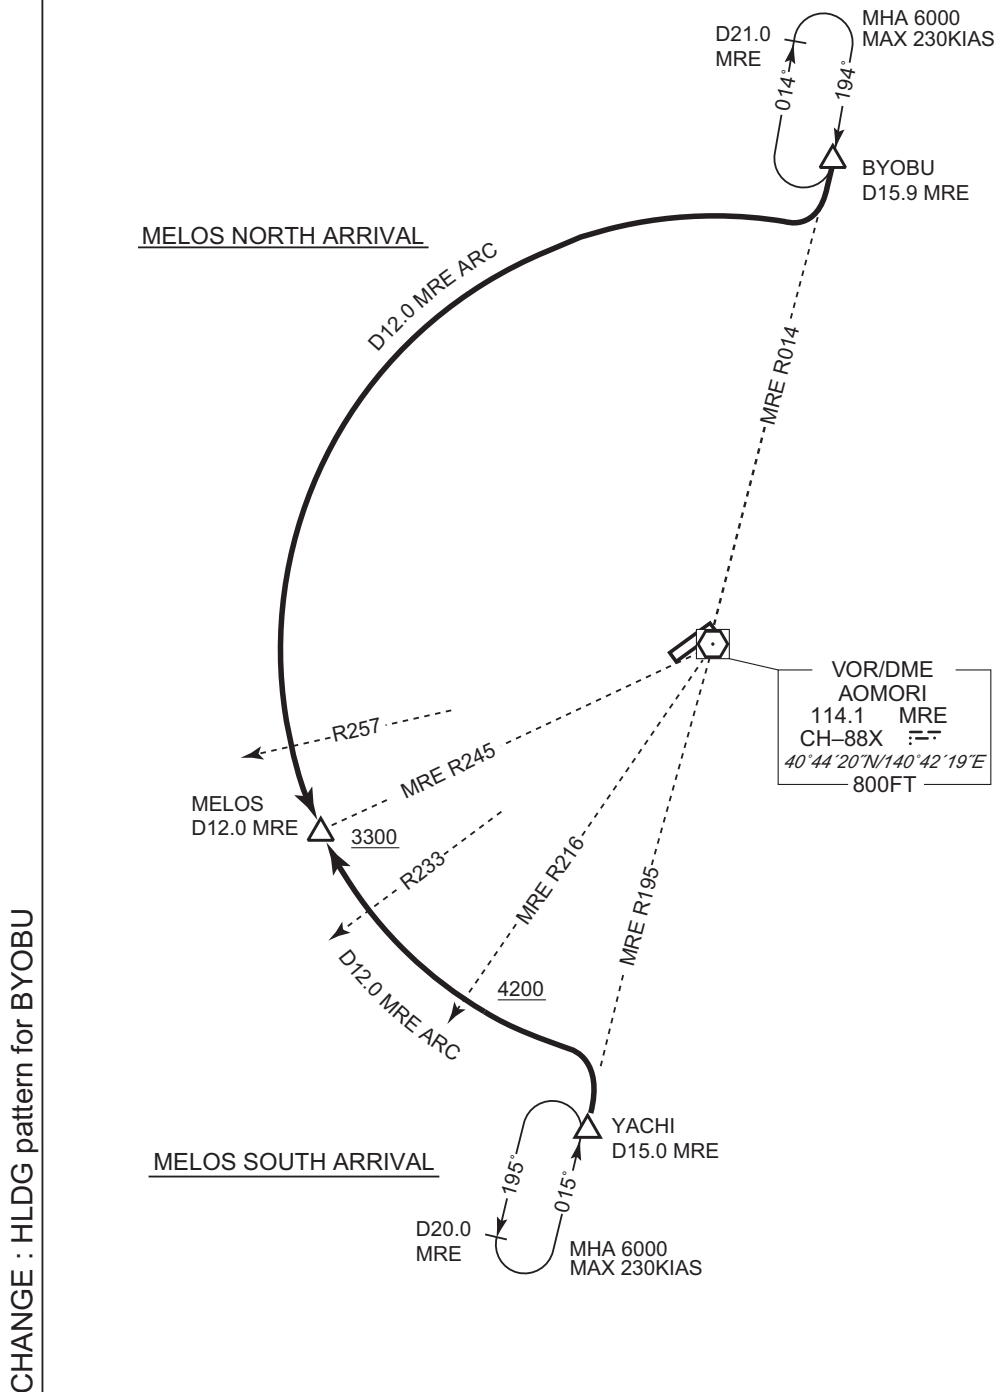 MHA 6000
MAX 230KIAS
D21.0
MRE
014°
194°
BYOBU
D15.9 MRE
MELOS NORTH ARRIVAL
D12.0 MRE ARC
MRE R014
VOR/DME
AOMORI
114.1 MRE
CH–88X
40°44´20˝N/140°42´19˝E
800FT
R257
MRE R245
MELOS
D12.0 MRE
3300
R233
MRE R216
MRE R195
D12.0 MRE ARC
4200
YACHI
D15.0 MRE
MELOS SOUTH ARRIVAL
195°
015°
D20.0
MRE
MHA 6000
MAX 230KIAS
CHANGE : HLDG pattern for BYOBU